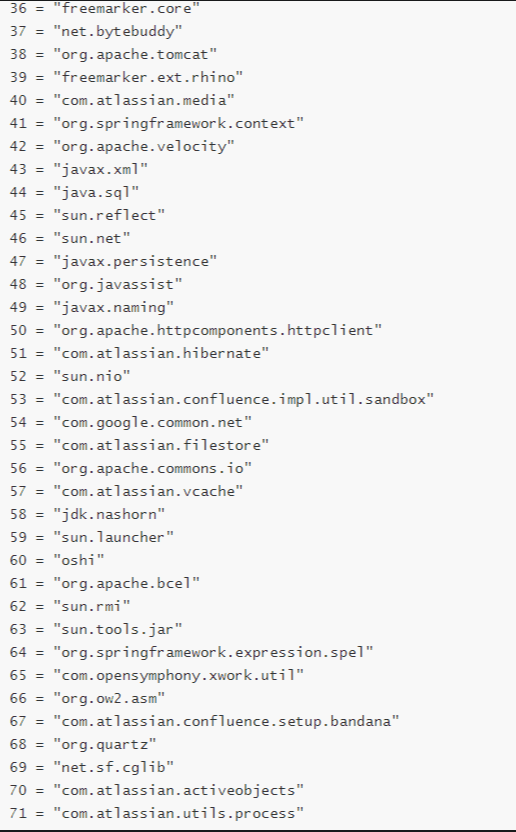 36 = "freemarker.core"
37 = "net.bytebuddy"
38 = "org.apache.tomcat"
39 = "freemarker.ext.rhino"
40 = "com.atlassian.media"
41 = "org.springframework.context"
42 = "org.apache.velocity"
43 = "javax.xml"
44 = "java.sql"
45 = "sun.reflect"
46 = "sun.net"
47 = "javax.persistence"
48 = "org.javassist"
49 = "javax.naming"
50 = "org.apache.httpcomponents.httpclient"
51 = "com.atlassian.hibernate"
52 = "sun.nio"
53 = "com.atlassian.confluence.impl.util.sandbox"
54 = "com.google.common.net"
55 = "com.atlassian.filestore"
56 = "org.apache.commons.io"
57 = "com.atlassian.vcache"
58 = "jdk.nashorn"
59 = "sun.launcher"
60 = "oshi"
61 = "org.apache.bcel"
62 = "sun.rmi"
63 = "sun.tools.jar"
64 = "org.springframework.expression.spel"
65 = "com.opensymphony.xwork.util"
66 = "org.ow2.asm"
67 = "com.atlassian.confluence.setup.bandana"
68 = "org.quartz"
69 = "net.sf.cglib"
70 = "com.atlassian.activeobjects"
71 = "com.atlassian.utils.process"